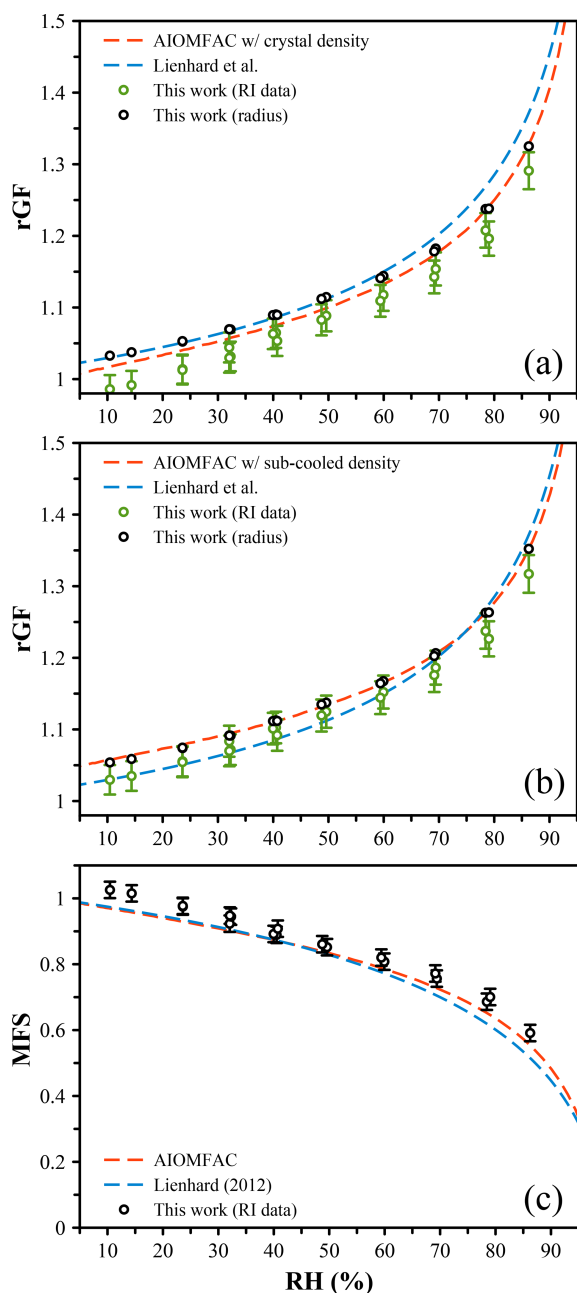 1.5
1.4
1.3
1.2
1.1
1
rGF
AIOMFAC w/ crystal density
Lienhard et al.
This work (RI data)
This work (radius)
(a)
10 20 30 40 50 60 70 80 90
1.5
1.4
1.3
1.2
1.1
1
rGF
AIOMFAC w/ sub-cooled density
Lienhard et al.
This work (RI data)
This work (radius)
(b)
10 20 30 40 50 60 70 80 90
1
0.8
0.6
0.4
0.2
0
MFS
AIOMFAC
Lienhard (2012)
This work (RI data)
(c)
10 20 30 40 50 60 70 80 90
RH (%)